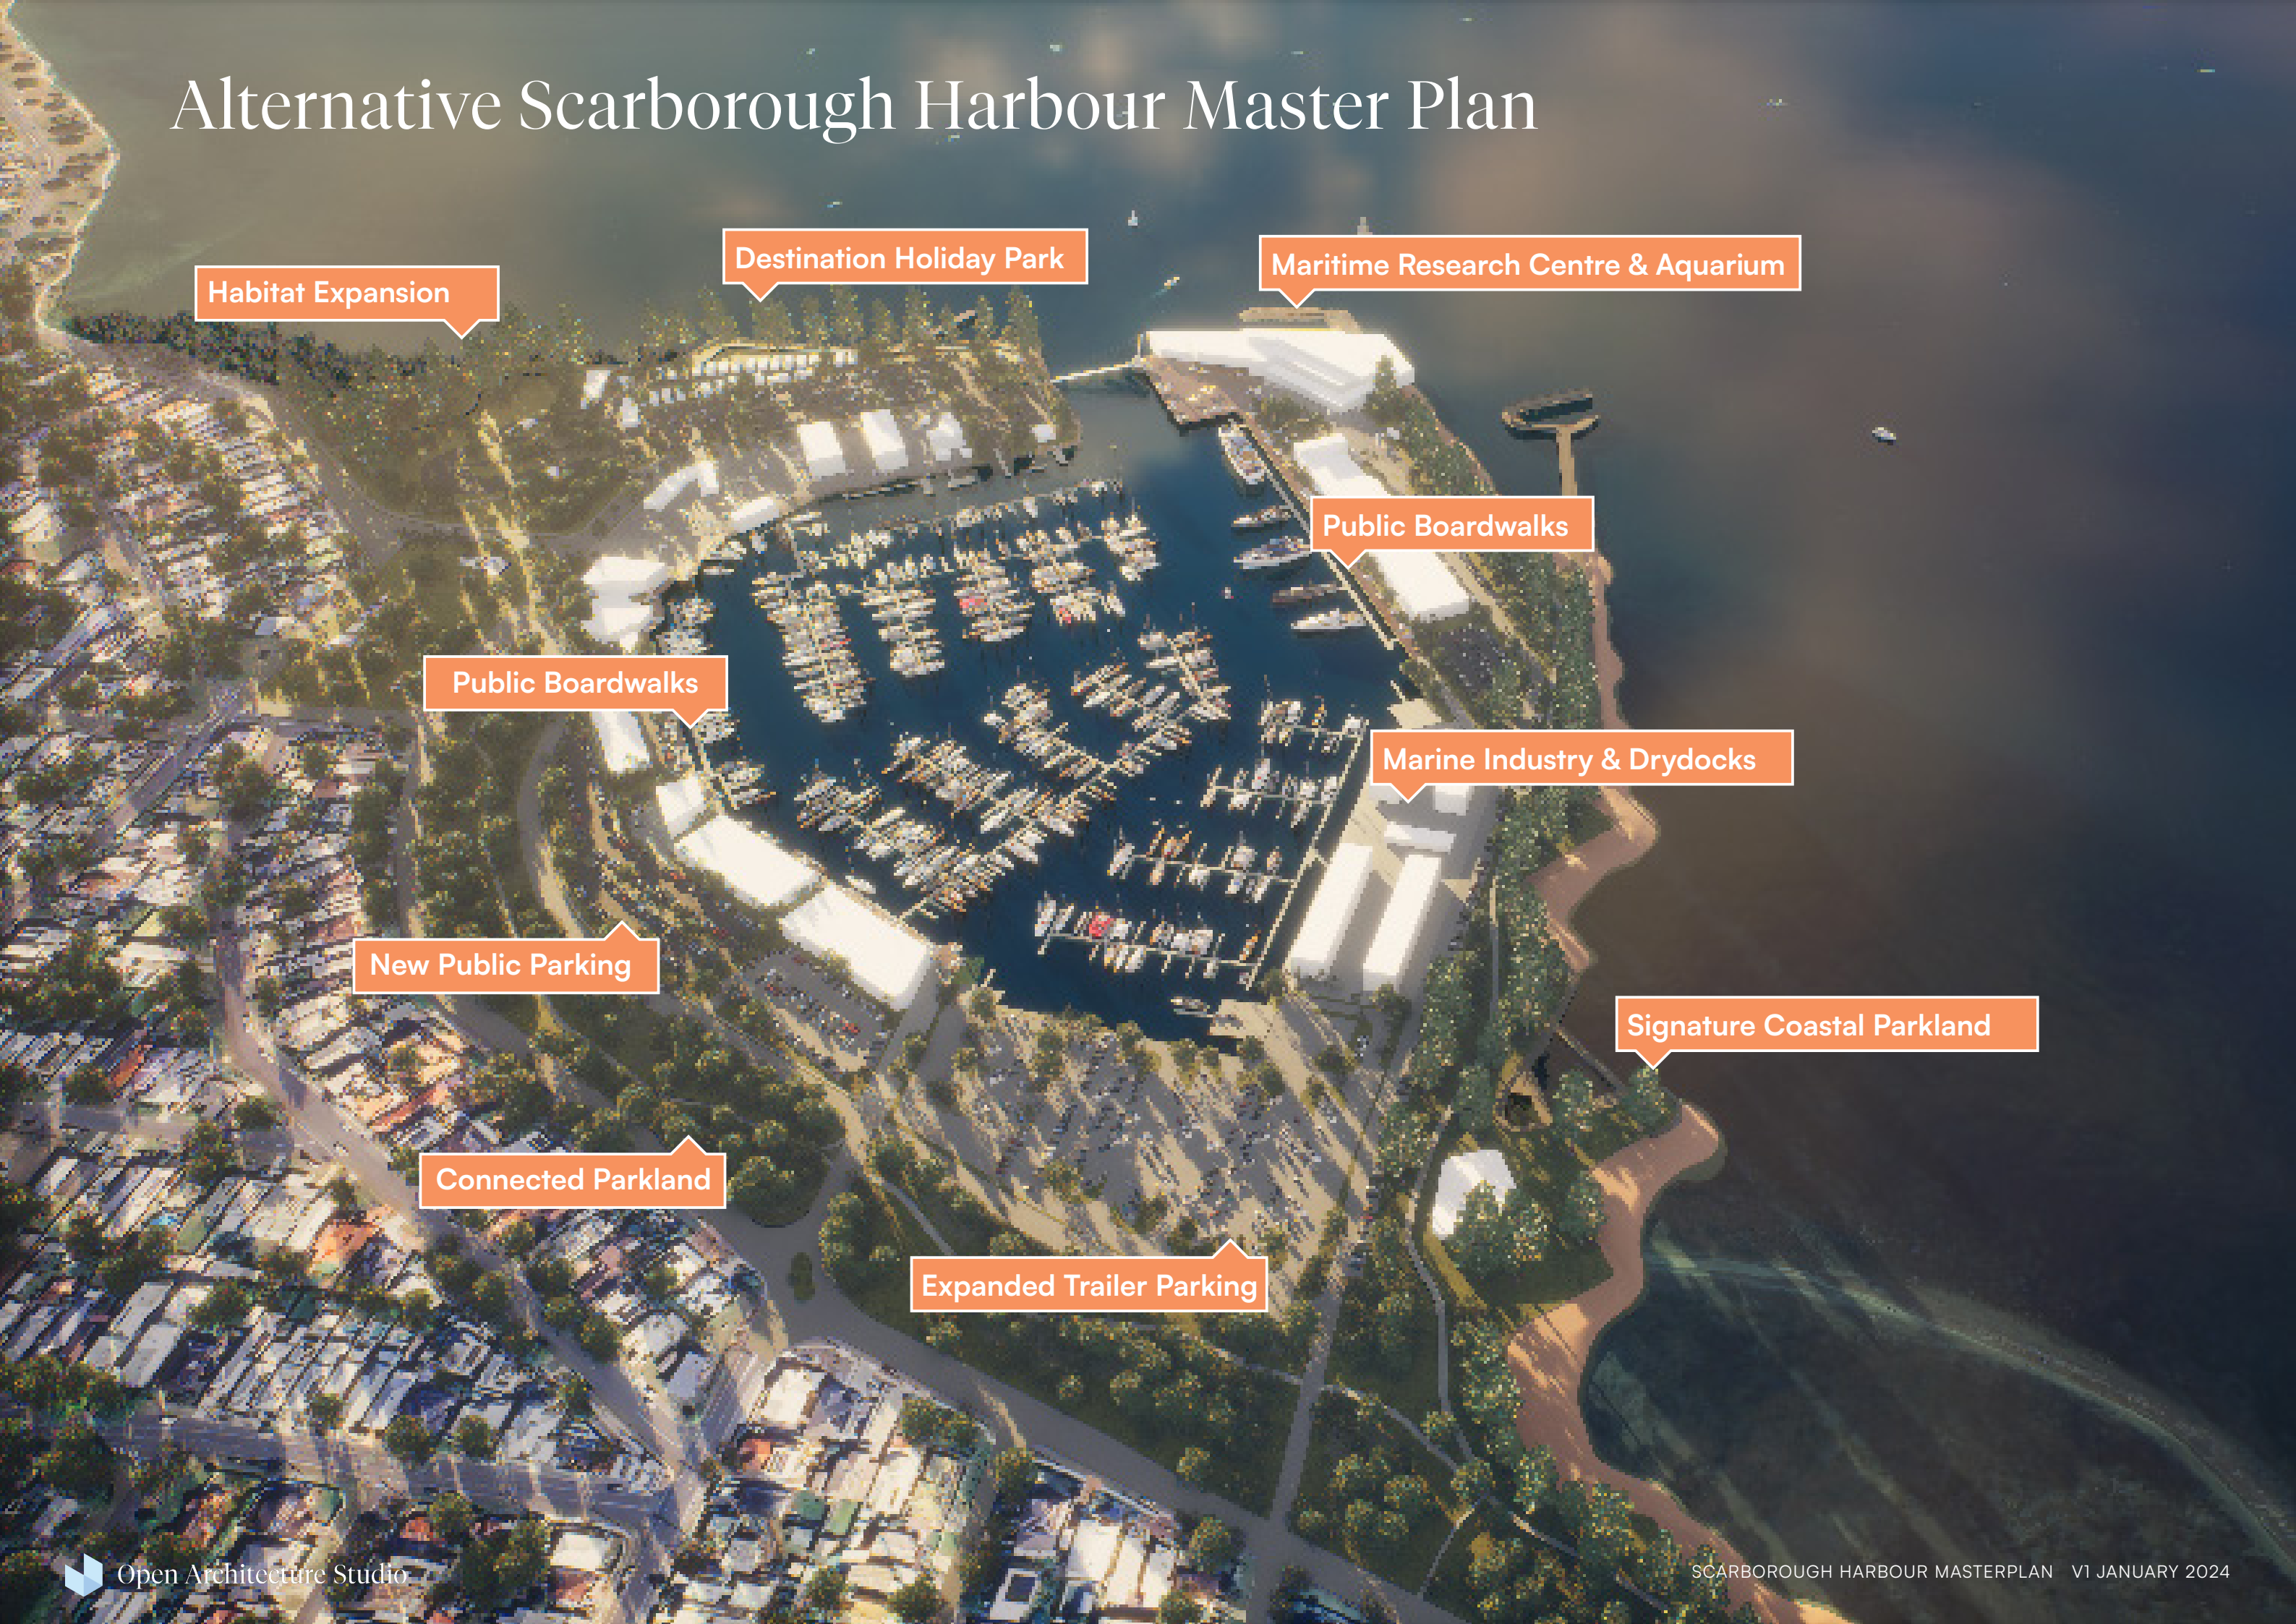 Alternative Scarborough Harbour Master Plan
Destination Holiday Park
Maritime Research Centre & Aquarium
Habitat Expansion
Public Boardwalks
Public Boardwalks
Marine Industry & Drydocks
New Public Parking
Signature Coastal Parkland
Connected Parkland
Expanded Trailer Parking
Open Architecture Studio
SCARBOROUGH HARBOUR MASTERPLAN V1 JANUARY 2024